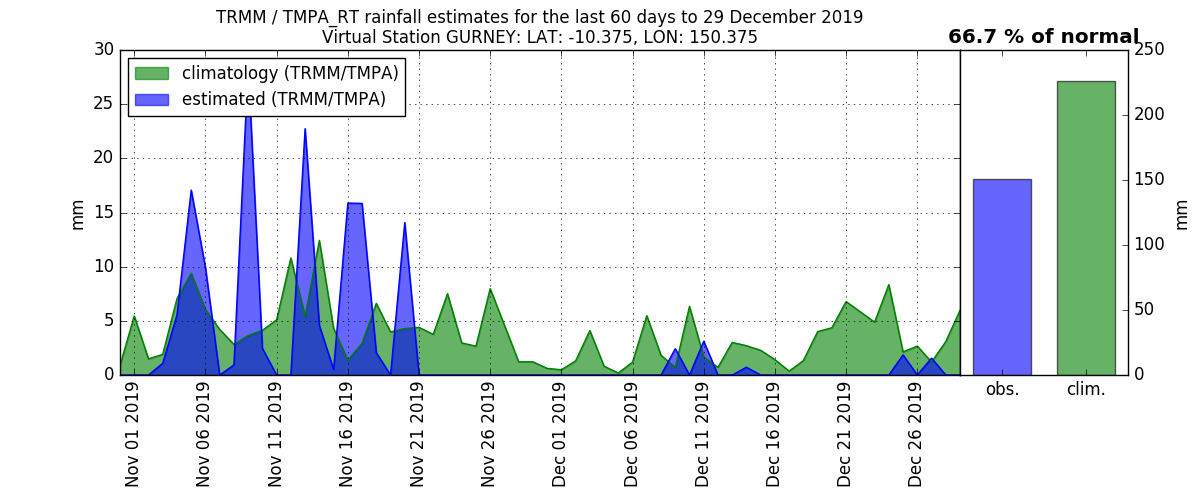 TRMM / TMPA_RT rainfall estimates for the last 60 days to 29 December 2019
Virtual Station GURNEY: LAT: -10.375, LON: 150.375
66.7 % of normal
climatology (TRMM/TMPA)
estimated (TRMM/TMPA)
30
25
20
15
10
5
0
mm
Nov 01 2019
Nov 06 2019
Nov 11 2019
Nov 16 2019
Nov 21 2019
Nov 26 2019
Dec 01 2019
Dec 06 2019
Dec 11 2019
Dec 16 2019
Dec 21 2019
Dec 26 2019
obs.
clim.
250
200
150
100
50
0
mm